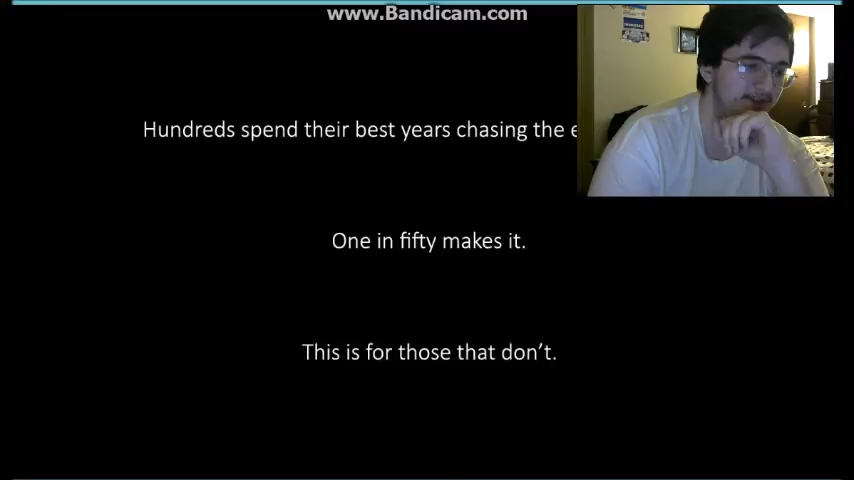 www.Bandicam.com
Hundreds spend their best years chasing the
One in fifty makes it.
This is for those that don’t.